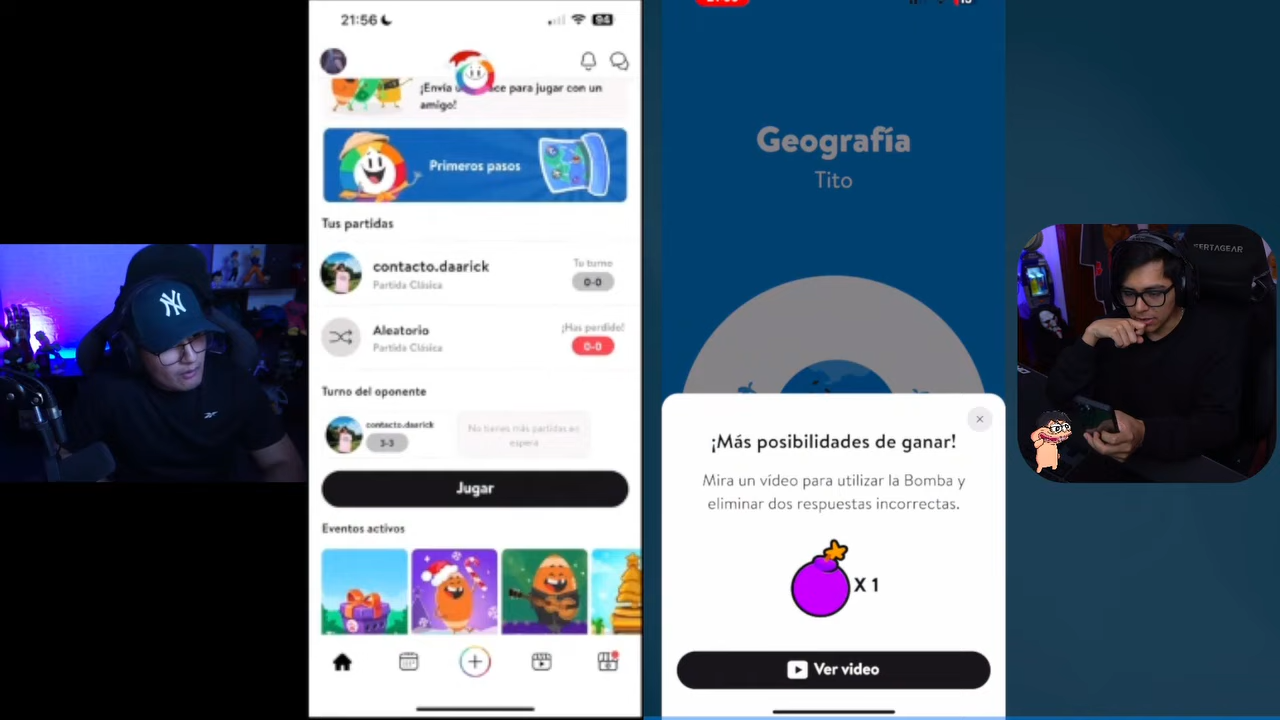 21:56
94
¡Envía u ce para jugar con un
amigo!
Primeros pasos
Tus partidas
contacto.daarick
Partida Clásica
Tu turno
0-0
Aleatorio
Partida Clásica
¡Has perdido!
0-0
Turno del oponente
contacto.daarick
3-3
No tienes más partidas en
espera
Jugar
Eventos activos
Geografía
Tito
¡Más posibilidades de ganar!
Mira un vídeo para utilizar la Bomba y
eliminar dos respuestas incorrectas.
X 1
Ver video
NY